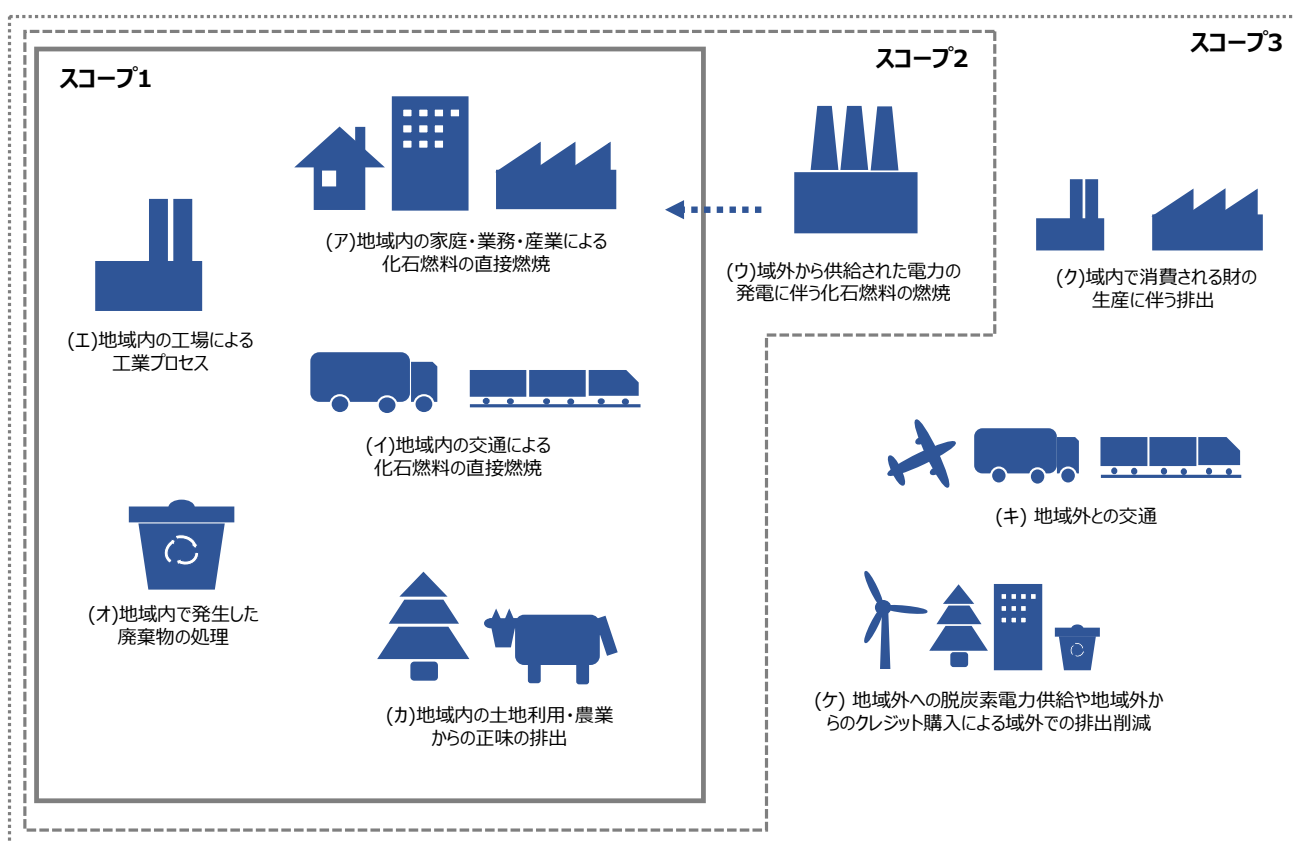 スコープ1
スコープ2
スコープ3
(ア)地域内の家庭・業務・産業による
化石燃料の直接燃焼
(ウ)域外から供給された電力の
発電に伴う化石燃料の燃焼
(ク)域内で消費される財の
生産に伴う排出
(エ)地域内の工場による
工業プロセス
(イ)地域内の交通による
化石燃料の直接燃焼
(キ) 地域外との交通
(オ)地域内で発生した
廃棄物の処理
(カ)地域内の土地利用・農業
からの正味の排出
(ケ) 地域外への脱炭素電力供給や地域外か
らのクレジット購入による域外での排出削減